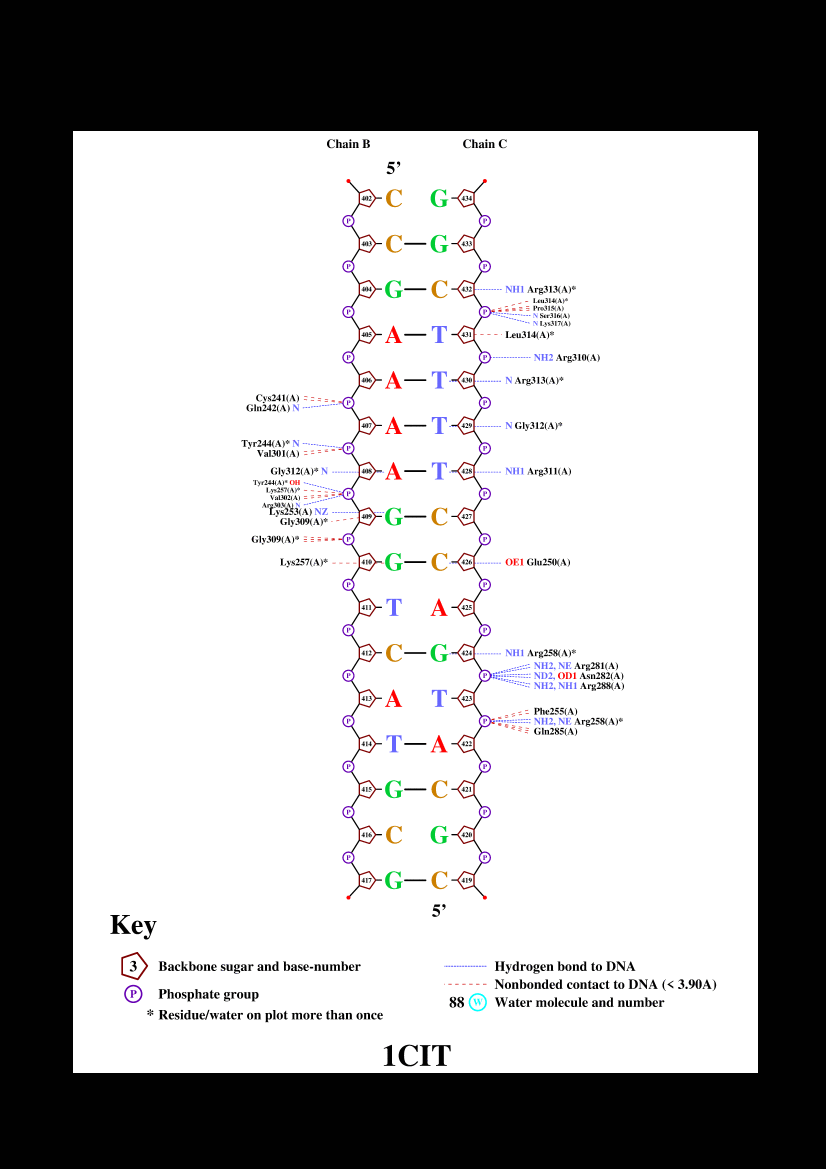 Chain B Chain C
5’
402 C G 434
P P
403 C G 433
P P
404 G C 432 NH1 Arg313(A)*
Leu314(A)*
P P Pro315(A)
N Ser316(A)
N Lys317(A)
405 A T 431 Leu314(A)*
P P NH2 Arg310(A)
406 A T 430 N Arg313(A)*
Cys241(A) P P
Gln242(A) N
407 A T 429 N Gly312(A)*
Tyr244(A)* N P P
Val301(A)
Gly312(A)* N 408 A T 428 NH1 Arg311(A)
Tyr244(A)* OH
Lys257(A)* P P
Val302(A)
Arg303(A) N
Lys253(A) NZ 409 G C 427
Gly309(A)*
Gly309(A)* P P
Lys257(A)* 410 G C 426 OE1 Glu250(A)
P P
411 T A 425
P P
412 C G 424 NH1 Arg258(A)*
NH2, NE Arg281(A)
P P ND2, OD1 Asn282(A)
NH2, NH1 Arg288(A)
413 A T 423
Phe255(A)
P P NH2, NE Arg258(A)*
Gln285(A)
414 T A 422
P P
415 G C 421
P P
416 C G 420
P P
417 G C 419
5’
Key
3 Backbone sugar and base-number Hydrogen bond to DNA
Nonbonded contact to DNA (< 3.90A)
P Phosphate group 88 W Water molecule and number
* Residue/water on plot more than once
1CIT